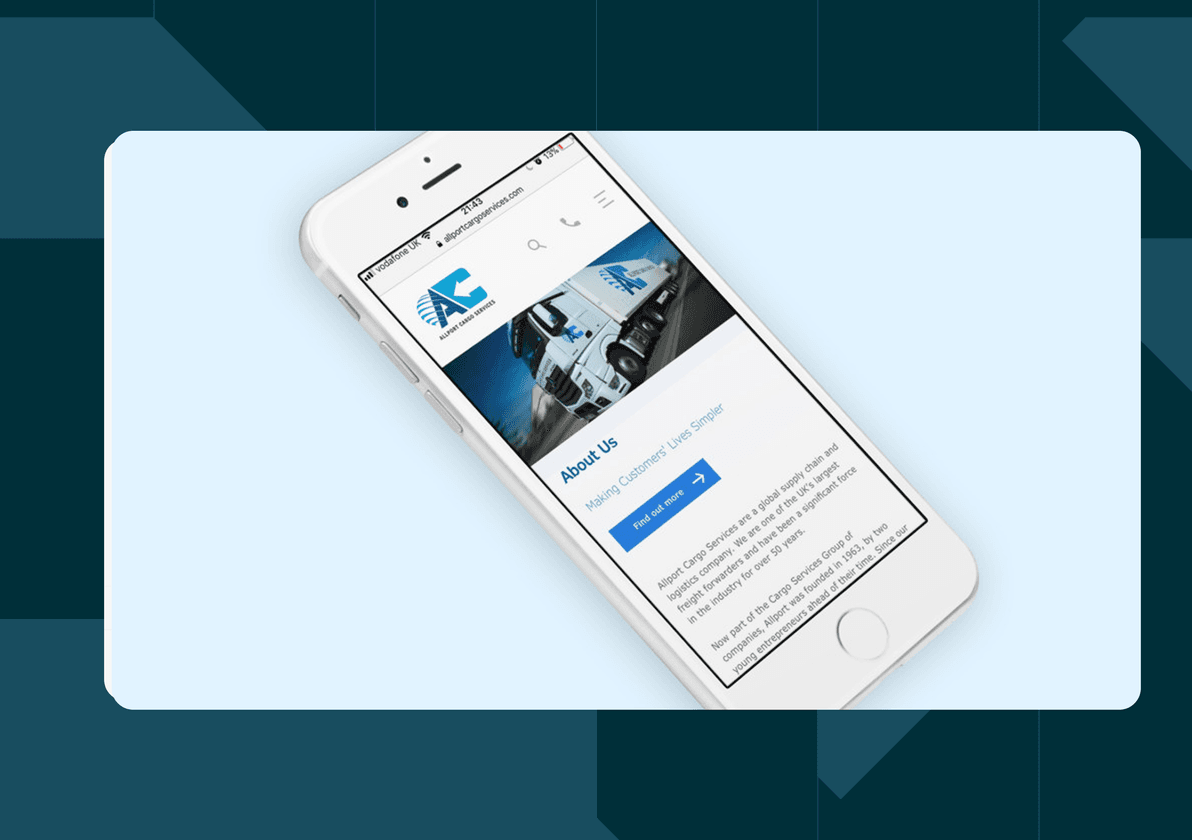 vodafone UK 21:43 13%
allportcargoservices.com
AC
ALLPORT CARGO SERVICES
AC
AC
About Us
Making Customers' Lives Simpler
Find out more
Allport Cargo Services are a global supply chain and
logistics company. We are one of the UK's largest
freight forwarders and have been a significant force
in the industry for over 50 years.
Now part of the Cargo Services Group of
companies, Allport was founded in 1963, by two
young entrepreneurs ahead of their time. Since our